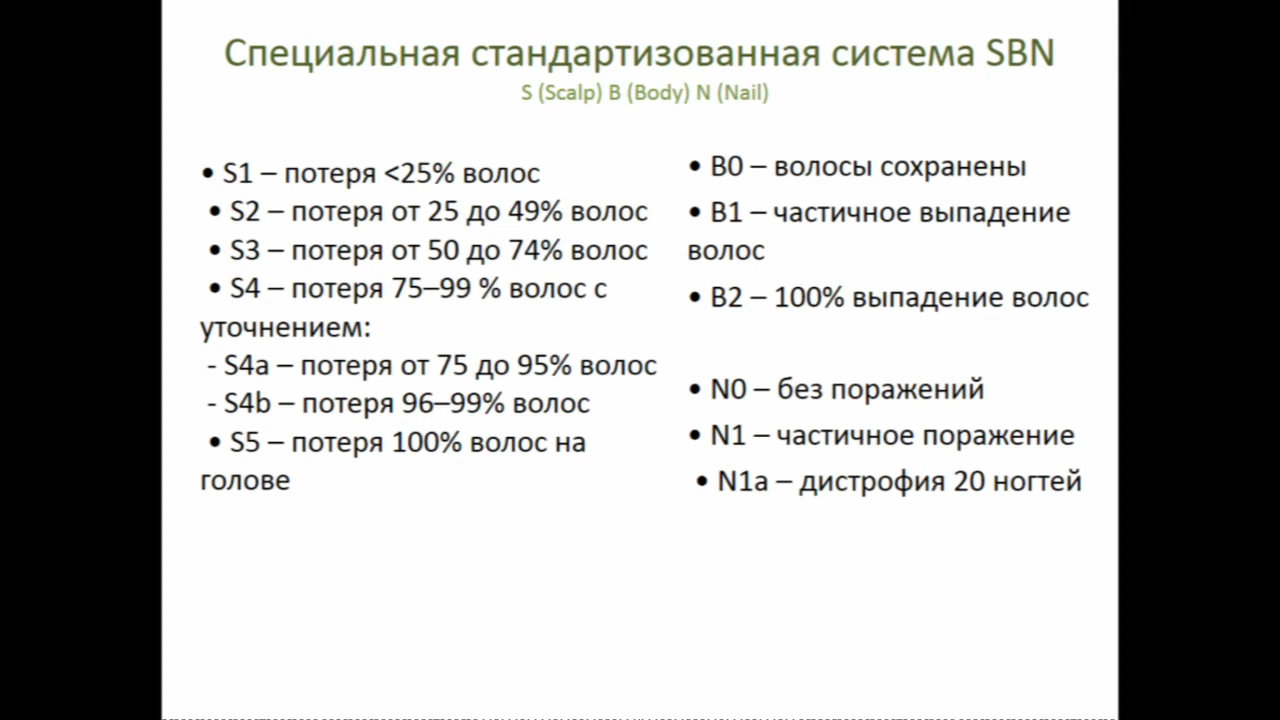 Специальная стандартизованная система SBN
S (Scalp) B (Body) N (Nail)
• S1 – потеря <25% волос
• S2 – потеря от 25 до 49% волос
• S3 – потеря от 50 до 74% волос
• S4 – потеря 75–99 % волос с
уточнением:
- S4a – потеря от 75 до 95% волос
- S4b – потеря 96–99% волос
• S5 – потеря 100% волос на
голове
• B0 – волосы сохранены
• B1 – частичное выпадение
волос
• B2 – 100% выпадение волос
• N0 – без поражений
• N1 – частичное поражение
• N1a – дистрофия 20 ногтей